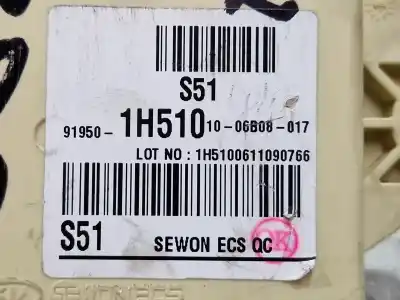 S51
91950- 1H510 10-06B08-017
LOT NO : 1H5100611090766
S51 SEWON ECS QC OK